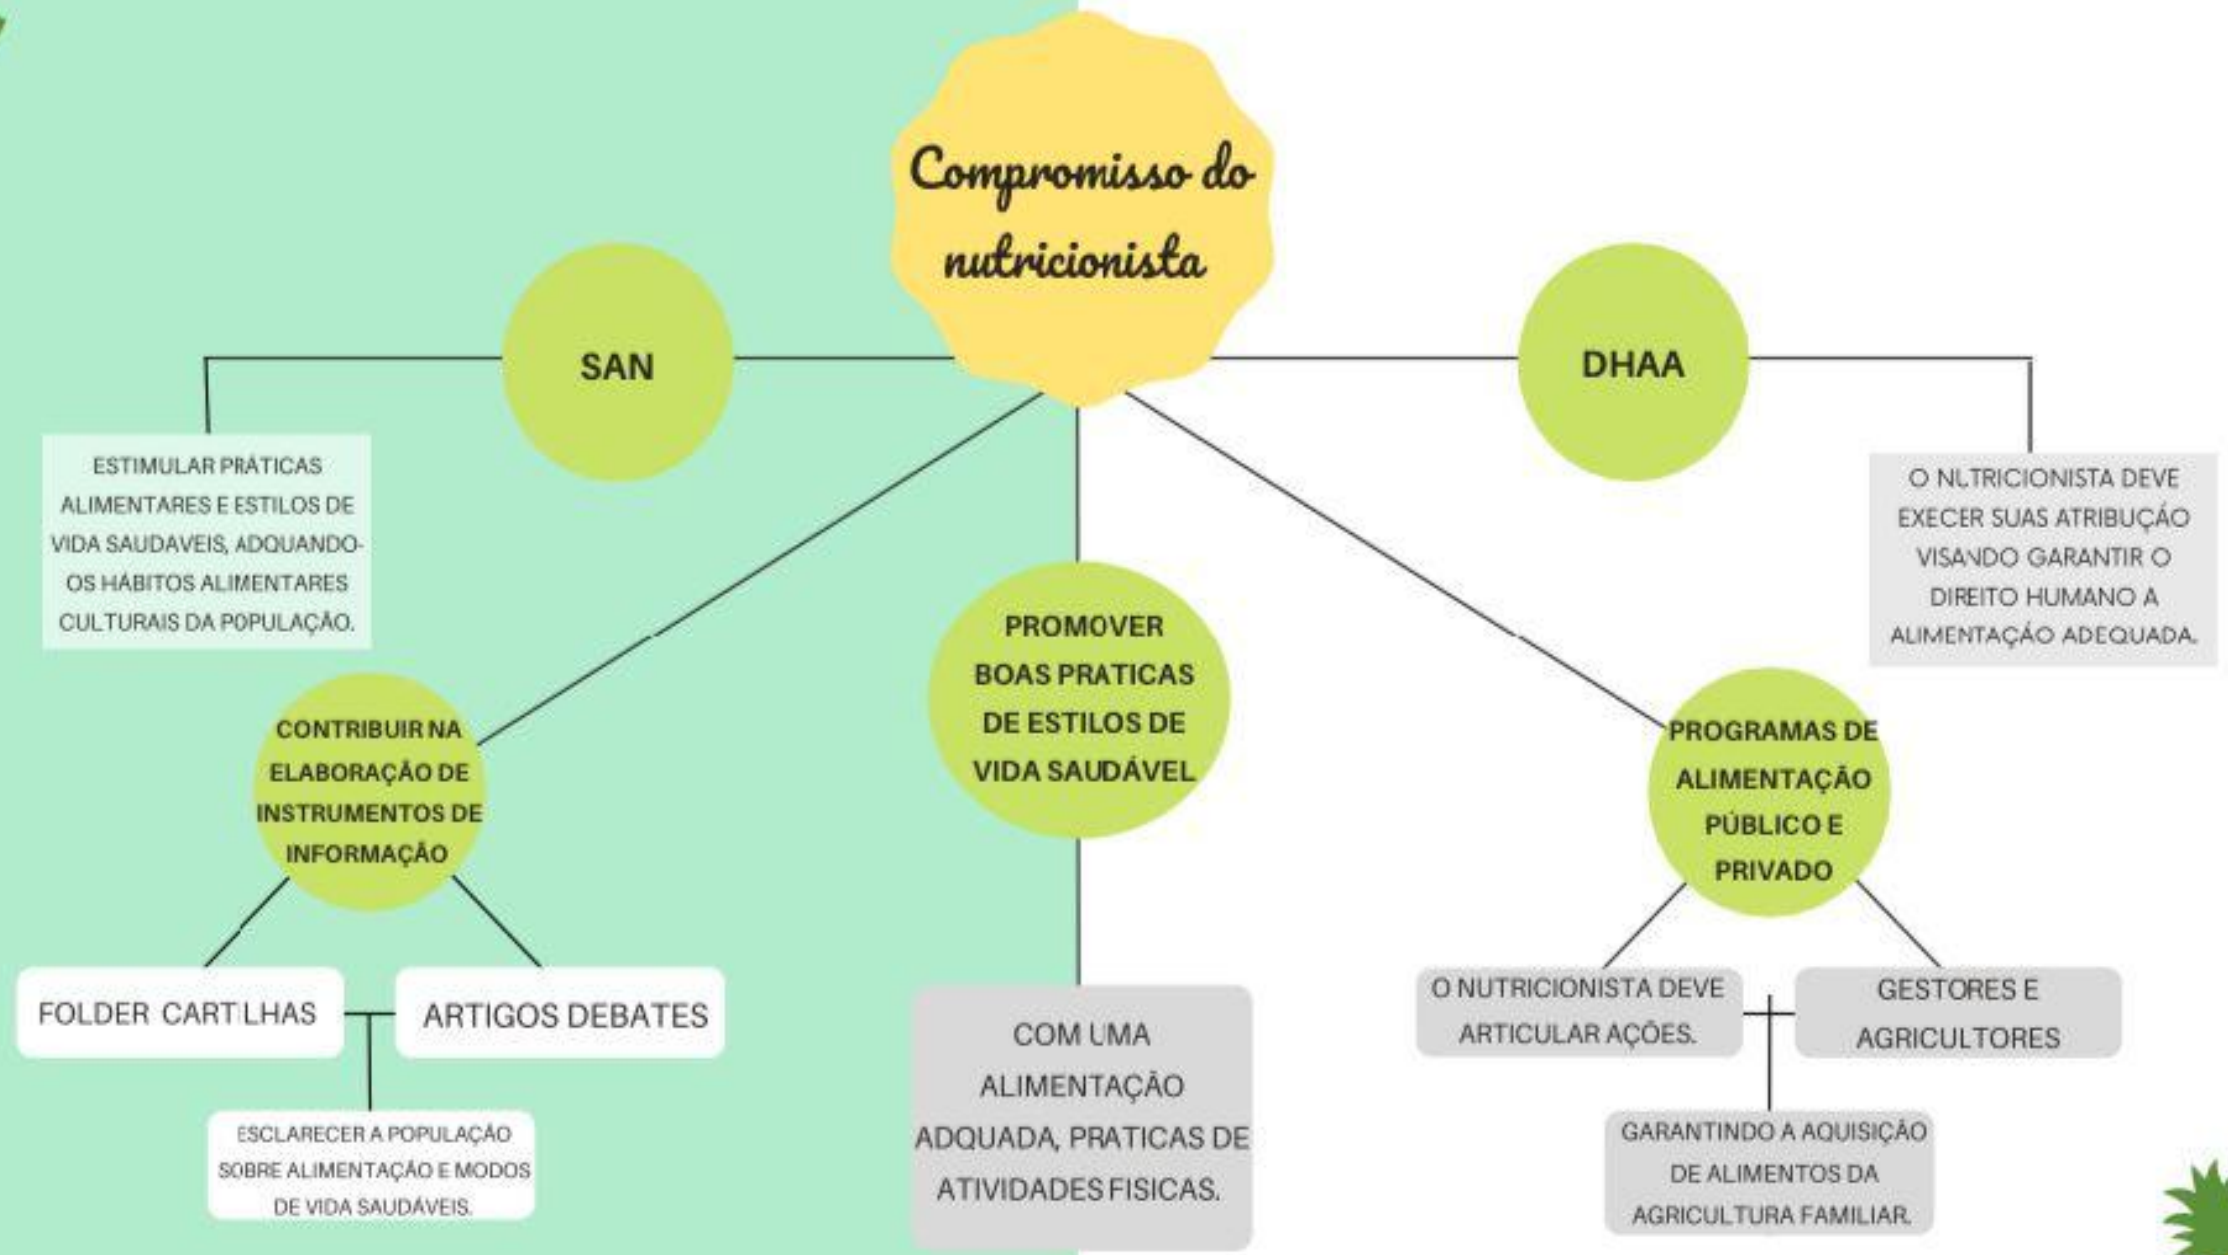 Compromisso do
nutricionista
SAN
DHAA
ESTIMULAR PRÁTICAS
ALIMENTARES E ESTILOS DE
VIDA SAUDAVEIS, ADQUANDO-
OS HÁBITOS ALIMENTARES
CULTURAIS DA POPULAÇÃO.
O NUTRICIONISTA DEVE
EXECER SUAS ATRIBUÇÃO
VISANDO GARANTIR O
DIREITO HUMANO A
ALIMENTAÇÃO ADEQUADA.
CONTRIBUIR NA
ELABORAÇÃO DE
INSTRUMENTOS DE
INFORMAÇÃO
PROMOVER
BOAS PRATICAS
DE ESTILOS DE
VIDA SAUDÁVEL
PROGRAMAS DE
ALIMENTAÇÃO
PÚBLICO E
PRIVADO
FOLDER CARTILHAS
ARTIGOS DEBATES
ESCLARECER A POPULAÇÃO
SOBRE ALIMENTAÇÃO E MODOS
DE VIDA SAUDÁVEIS.
COM UMA
ALIMENTAÇÃO
ADQUADA, PRATICAS DE
ATIVIDADES FISICAS.
O NUTRICIONISTA DEVE
ARTICULAR AÇÕES.
GESTORES E
AGRICULTORES
GARANTINDO A AQUISIÇÃO
DE ALIMENTOS DA
AGRICULTURA FAMILIAR.